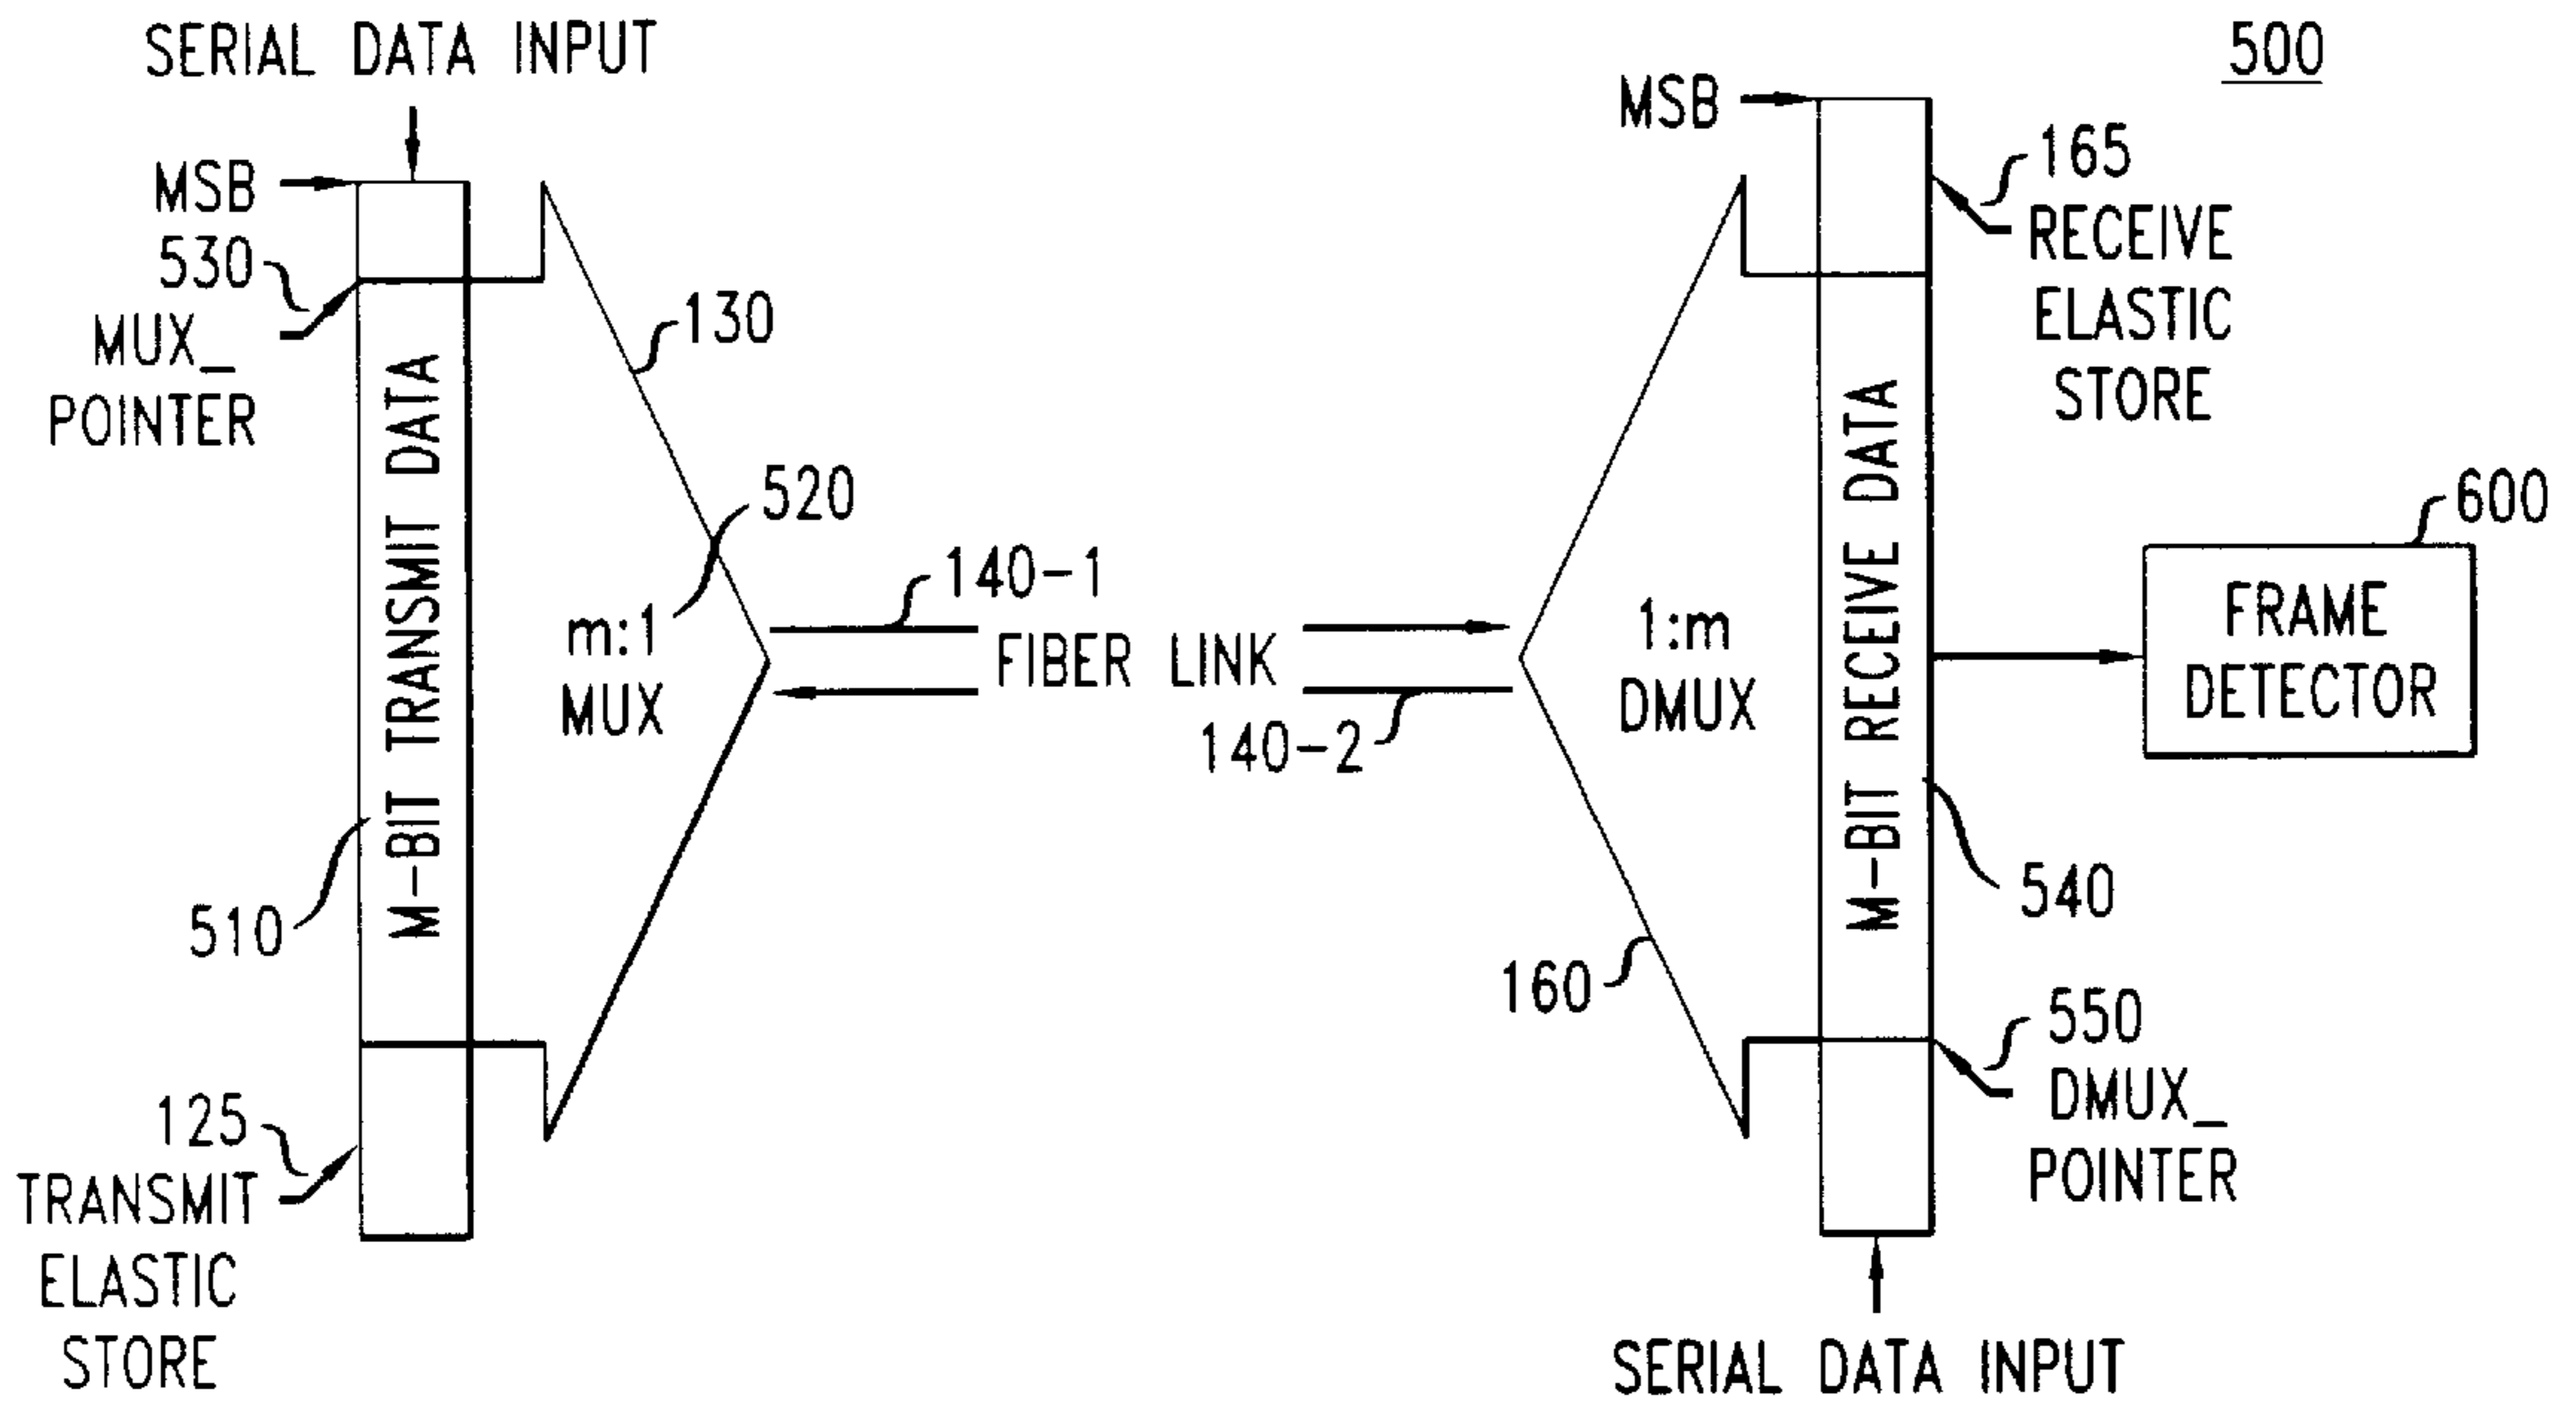 SERIAL DATA INPUT
500
MSB
MSB
165
RECEIVE
ELASTIC
STORE
530
MUX_
POINTER
130
M-BIT TRANSMIT DATA
520
m:1
MUX
140-1
FIBER LINK
140-2
1:m
DMUX
M-BIT RECEIVE DATA
600
FRAME
DETECTOR
510
540
160
550
DMUX_
POINTER
125
TRANSMIT
ELASTIC
STORE
SERIAL DATA INPUT